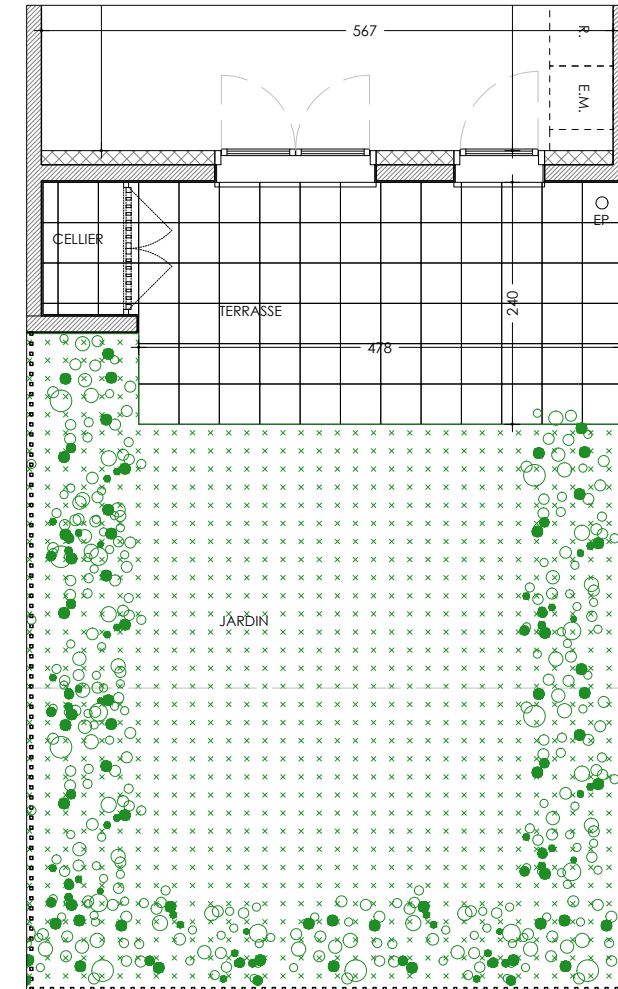 567
R.
E.M.
EP
CELLIER
TERRASSE
240
478
JARDIN